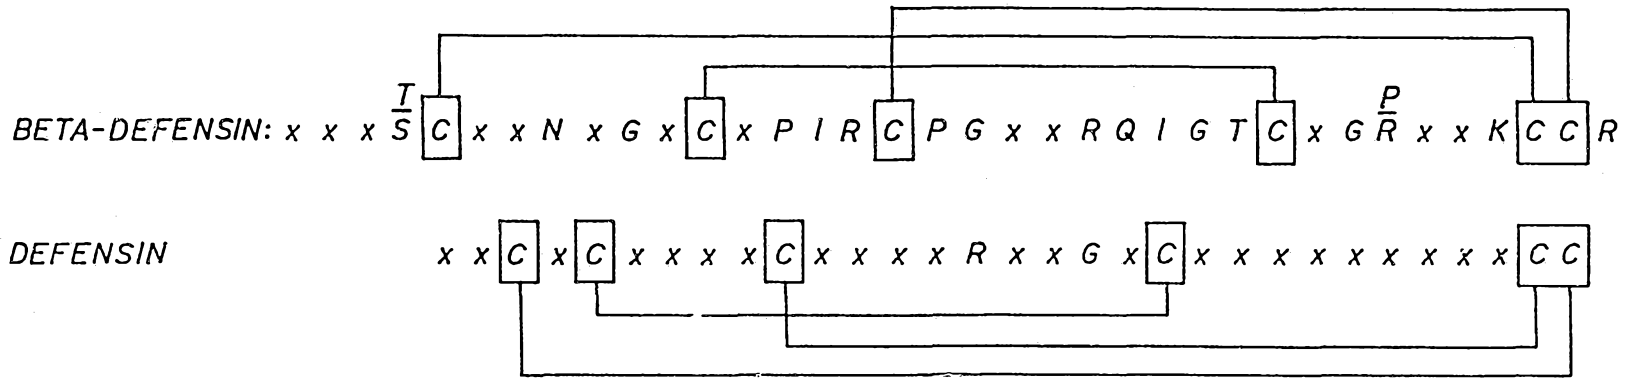 T P
BETA-DEFENSIN: x x x S C x x N x G x C x P I R C P G x x R Q I G T C x G R x x K C C R
DEFENSIN x x C x C x x x x C x x x x R x x G x C x x x x x x x x x C C